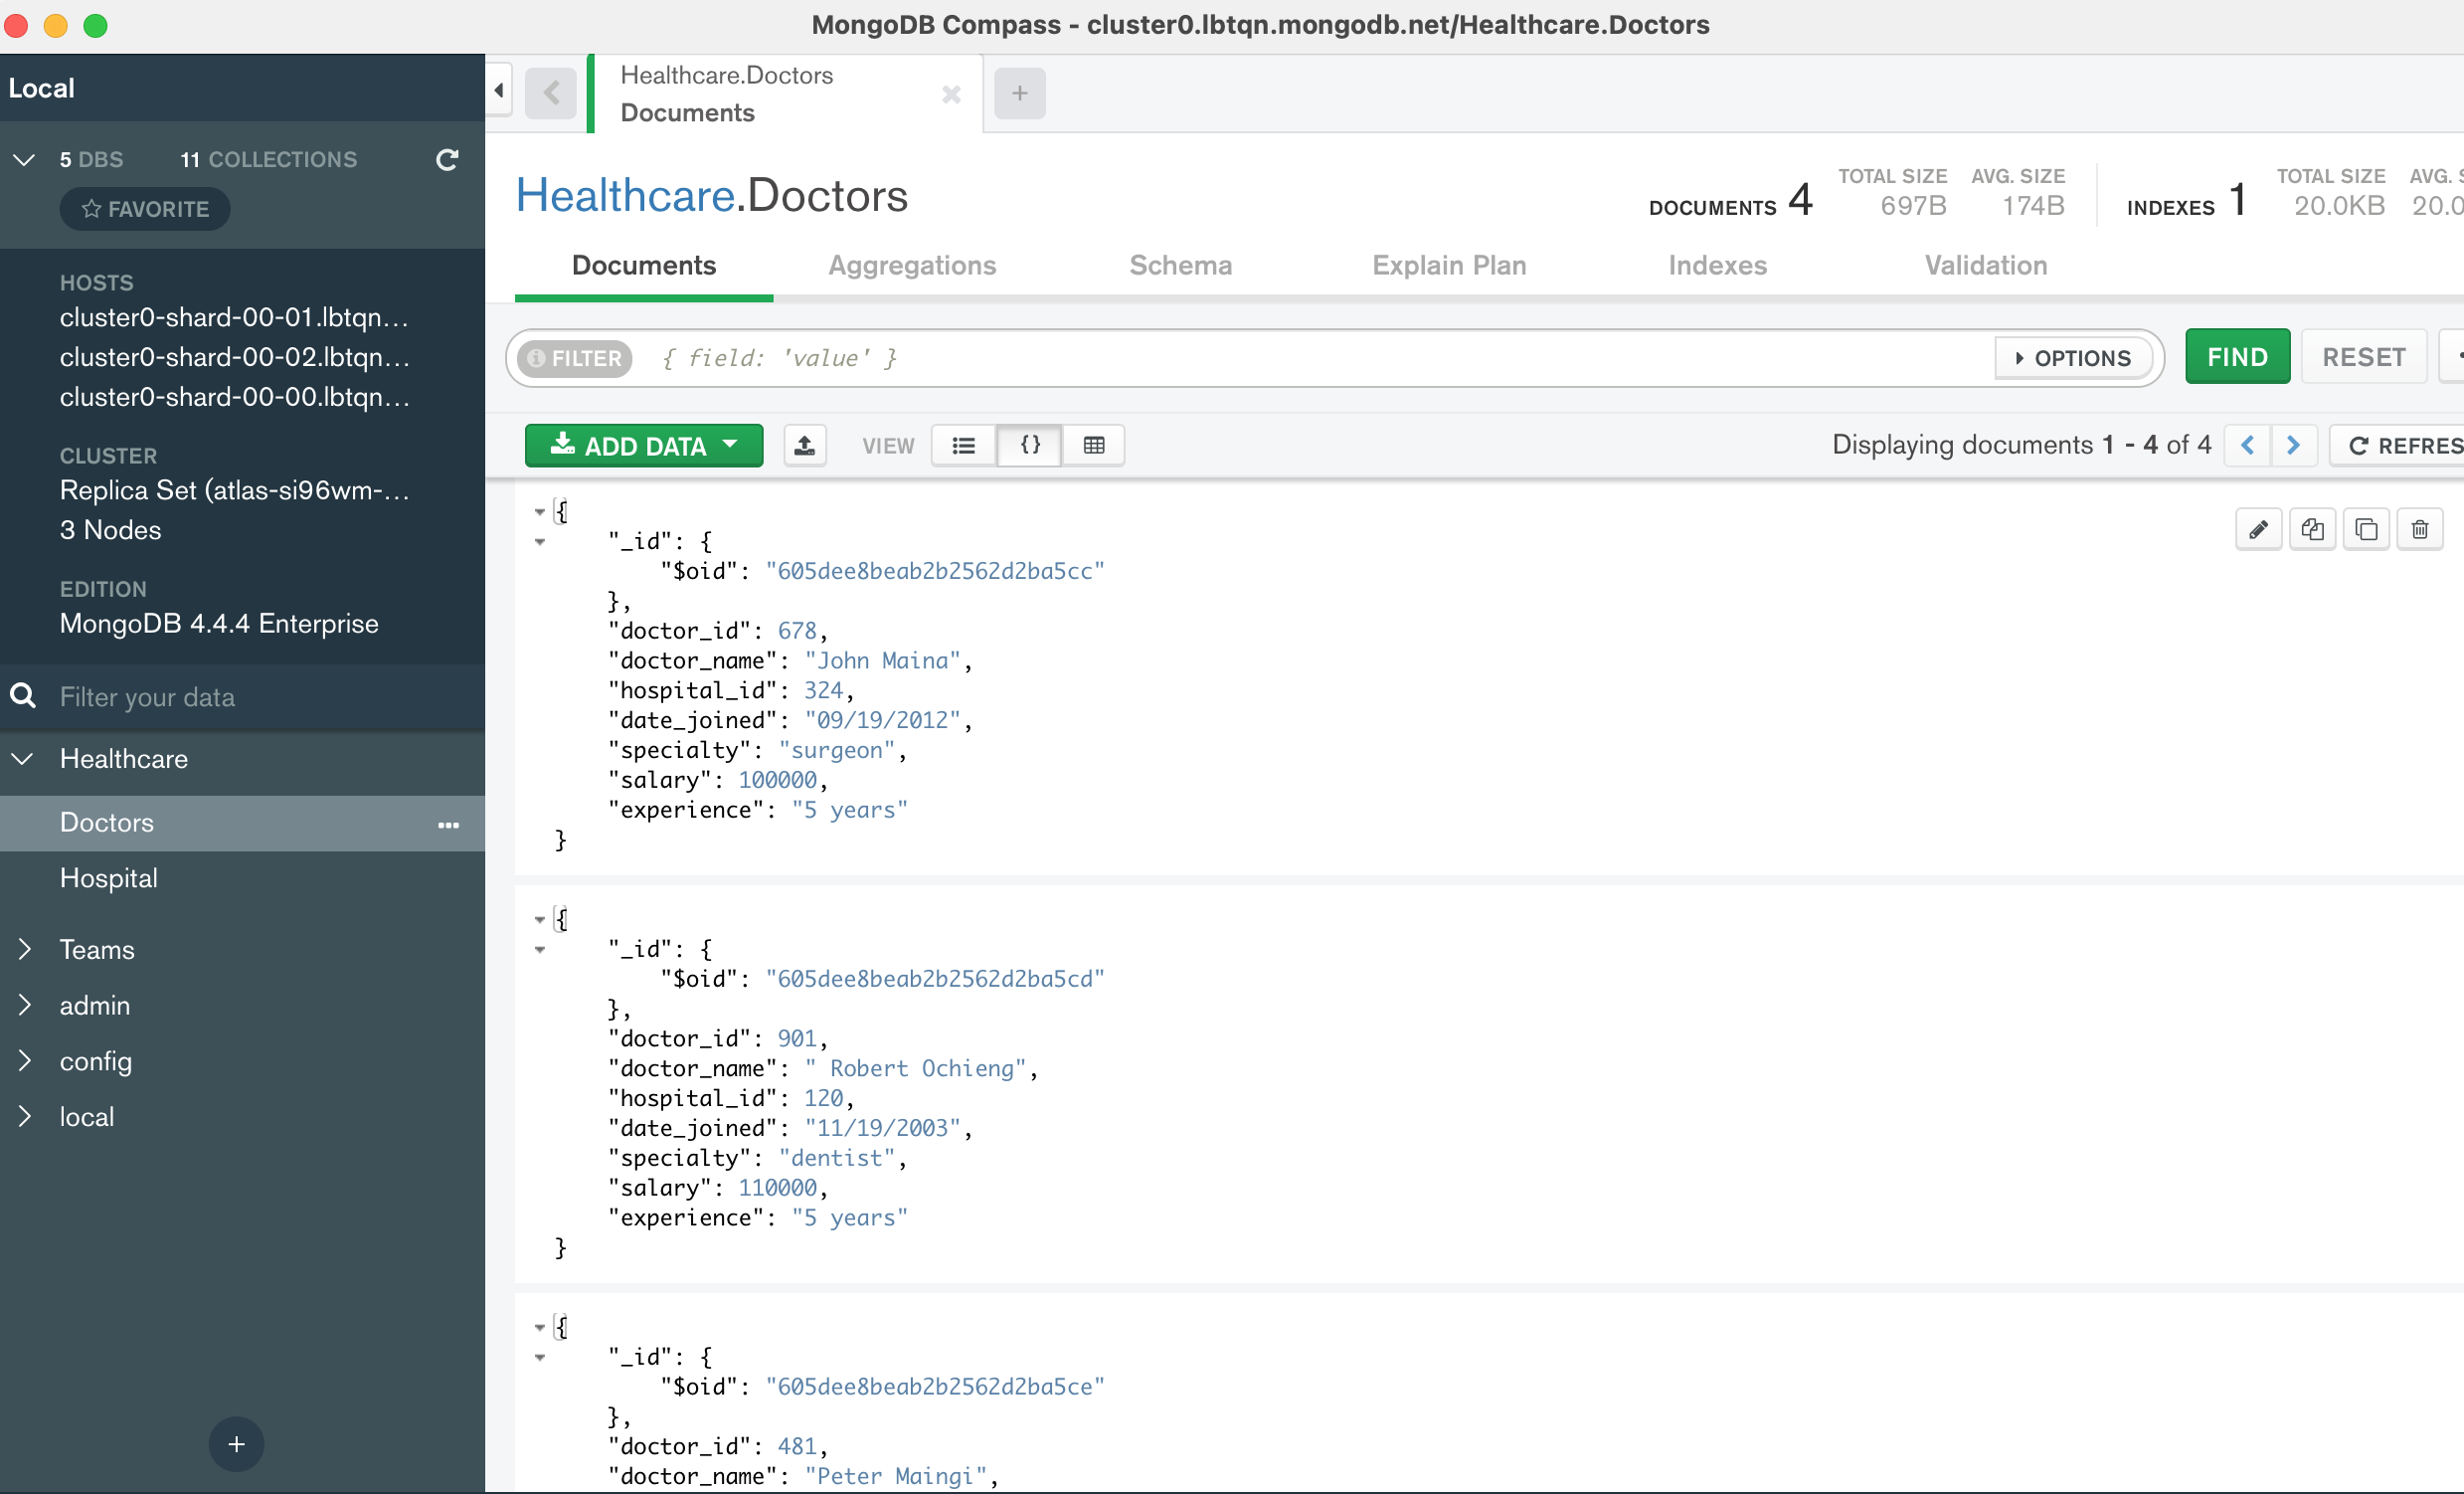 MongoDB Compass - cluster0.lbtqn.mongodb.net/Healthcare.Doctors
Local
5 DBS 11 COLLECTIONS
FAVORITE
HOSTS
cluster0-shard-00-01.lbtqn...
cluster0-shard-00-02.lbtqn...
cluster0-shard-00-00.lbtqn...
CLUSTER
Replica Set (atlas-si96wm-...
3 Nodes
EDITION
MongoDB 4.4.4 Enterprise
Filter your data
Healthcare
Doctors
Hospital
Teams
admin
config
local
+
Healthcare.Doctors
Documents
+
Healthcare.Doctors
DOCUMENTS 4 TOTAL SIZE 697B AVG. SIZE 174B INDEXES 1 TOTAL SIZE 20.0KB AVG. 20.0
Documents Aggregations Schema Explain Plan Indexes Validation
FILTER { field: 'value' } OPTIONS FIND RESET
ADD DATA VIEW {} Displaying documents 1 - 4 of 4 REFRES
{
"_id": {
"$oid": "605dee8beab2b2562d2ba5cc"
},
"doctor_id": 678,
"doctor_name": "John Maina",
"hospital_id": 324,
"date_joined": "09/19/2012",
"specialty": "surgeon",
"salary": 100000,
"experience": "5 years"
}
{
"_id": {
"$oid": "605dee8beab2b2562d2ba5cd"
},
"doctor_id": 901,
"doctor_name": " Robert Ochieng",
"hospital_id": 120,
"date_joined": "11/19/2003",
"specialty": "dentist",
"salary": 110000,
"experience": "5 years"
}
{
"_id": {
"$oid": "605dee8beab2b2562d2ba5ce"
},
"doctor_id": 481,
"doctor_name": "Peter Maingi",